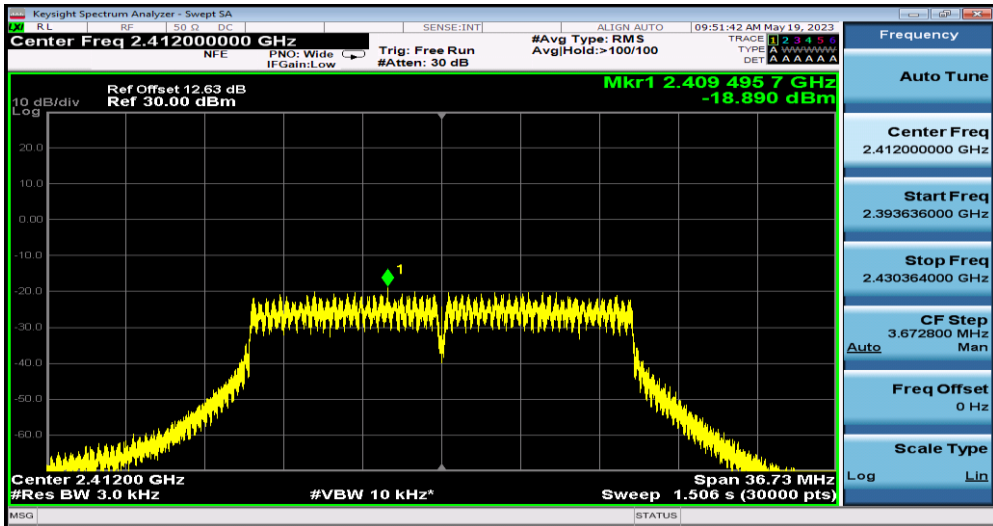 Keysight Spectrum Analyzer - Swept SA
LXI RL RF 50 Ω DC SENSE:INT ALIGN AUTO 09:51:42 AM May 19, 2023
Center Freq 2.412000000 GHz
NFE
PNO: Wide
IFGain:Low
Trig: Free Run
#Atten: 30 dB
#Avg Type: RMS
Avg|Hold:>100/100
TRACE 1 2 3 4 5 6
TYPE A WWWWW
DET A A A A A A
Mkr1 2.409 495 7 GHz
-18.890 dBm
Ref Offset 12.63 dB
10 dB/div Ref 30.00 dBm
Log
20.0
10.0
0.00
-10.0
1
-20.0
-30.0
-40.0
-50.0
-60.0
Center 2.41200 GHz Span 36.73 MHz
#Res BW 3.0 kHz #VBW 10 kHz* Sweep 1.506 s (30000 pts)
MSG STATUS
Frequency
Auto Tune
Center Freq
2.412000000 GHz
Start Freq
2.393636000 GHz
Stop Freq
2.430364000 GHz
CF Step
3.672800 MHz
Auto Man
Freq Offset
0 Hz
Scale Type
Log Lin